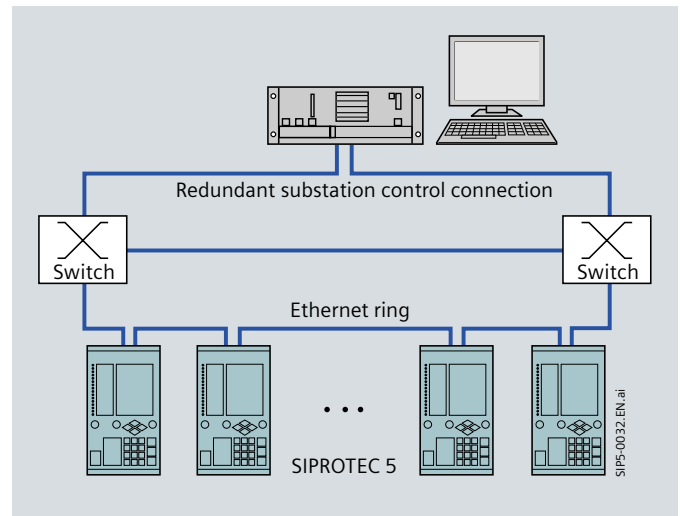 Redundant substation control connection
Switch
Switch
Ethernet ring
...
SIPROTEC 5
SIP5-0032.EN.ai